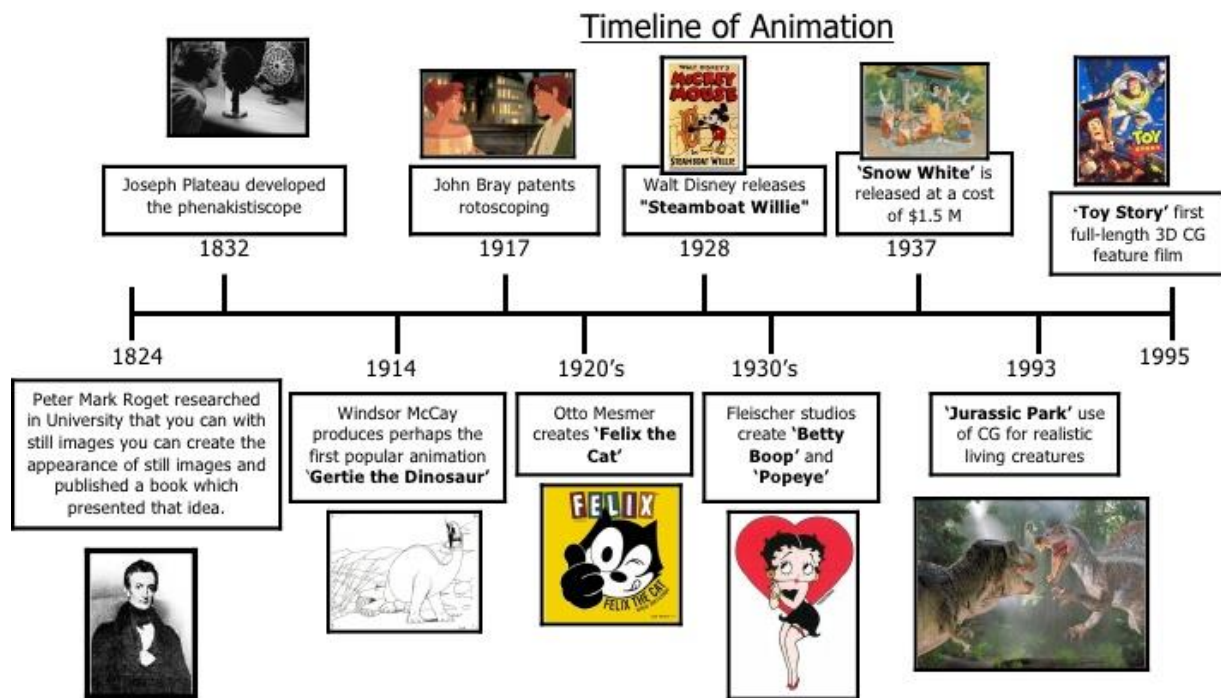 Timeline of Animation
WALT DISNEY'S
MICKEY
MOUSE
in
STEAMBOAT WILLIE
TOY
STORY
Joseph Plateau developed
the phenakistiscope
1832
John Bray patents
rotoscoping
1917
Walt Disney releases
"Steamboat Willie"
1928
‘Snow White’ is
released at a cost
of $1.5 M
1937
‘Toy Story’ first
full-length 3D CG
feature film
1824
1914
1920’s
1930’s
1993
1995
Peter Mark Roget researched
in University that you can with
still images you can create the
appearance of still images and
published a book which
presented that idea.
Windsor McCay
produces perhaps the
first popular animation
‘Gertie the Dinosaur’
Otto Mesmer
creates ‘Felix the
Cat’
Fleischer studios
create ‘Betty
Boop’ and
‘Popeye’
‘Jurassic Park’ use
of CG for realistic
living creatures
FELIX
FELIX THE CAT